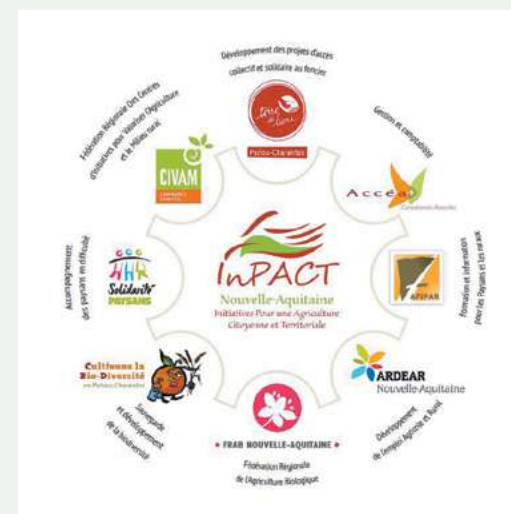 Développement des projets d'accès
collectif et solidaire au foncier
terre de liens
Poitou-Charentes
Gestion et comptabilité
Accéa
Formation et information
pour les Paysans et les ruraux
AFIPAR
ARDEAR
Nouvelle-Aquitaine
Développement
de l'emploi Agricole et Rural
• FRAB NOUVELLE-AQUITAINE •
Fédération Régionale
de l'Agriculture Biologique
Cultivons la
Bio-Diversité
en Poitou-Charentes
Sauvegarde
et développement
de la biodiversité
Solidarité
PAYSANS
Accompagnement
des paysans en difficulté
CIVAM
Fédération Régionale Des Centres
d'Initiatives pour Valoriser l'Agriculture
et le Milieu rural
InPACT
Nouvelle-Aquitaine
Initiatives Pour une Agriculture
Citoyenne et Territoriale